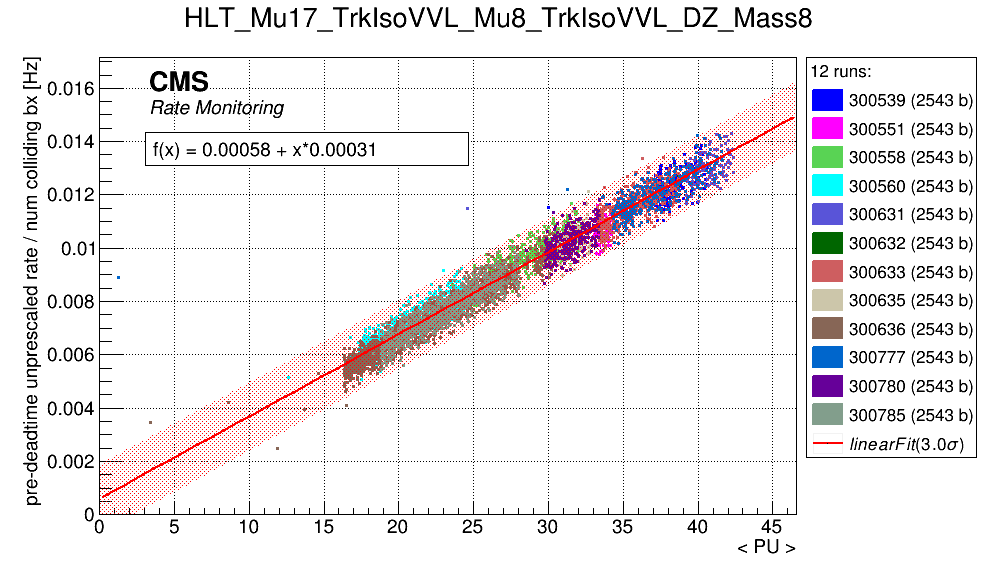 HLT_Mu17_TrkIsoVVL_Mu8_TrkIsoVVL_DZ_Mass8
pre-deadtime unprescaled rate / num colliding bx [Hz]
CMS
Rate Monitoring
f(x) = 0.00058 + x*0.00031
0.016
0.014
0.012
0.01
0.008
0.006
0.004
0.002
0
0 5 10 15 20 25 30 35 40 45
< PU >
12 runs:
300539 (2543 b)
300551 (2543 b)
300558 (2543 b)
300560 (2543 b)
300631 (2543 b)
300632 (2543 b)
300633 (2543 b)
300635 (2543 b)
300636 (2543 b)
300777 (2543 b)
300780 (2543 b)
300785 (2543 b)
linearFit(3.0σ)